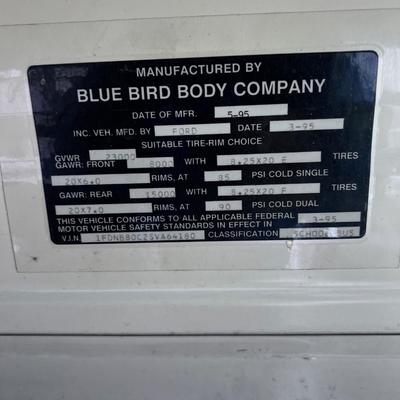 MANUFACTURED BY
BLUE BIRD BODY COMPANY
DATE OF MFR. 5-95
INC. VEH. MFD. BY FORD DATE 3-95
SUITABLE TIRE-RIM CHOICE
GVWR 23000
GAWR: FRONT 8000 WITH 8.25X20 E TIRES
20X6.0 RIMS, AT 85 PSI COLD SINGLE
GAWR: REAR 15000 WITH 8.25X20 E TIRES
20X7.0 RIMS, AT 90 PSI COLD DUAL
THIS VEHICLE CONFORMS TO ALL APPLICABLE FEDERAL 3-95
MOTOR VEHICLE SAFETY STANDARDS IN EFFECT IN
V.I.N. 1FDNB80C2SVA64180 CLASSIFICATION SCHOOL BUS